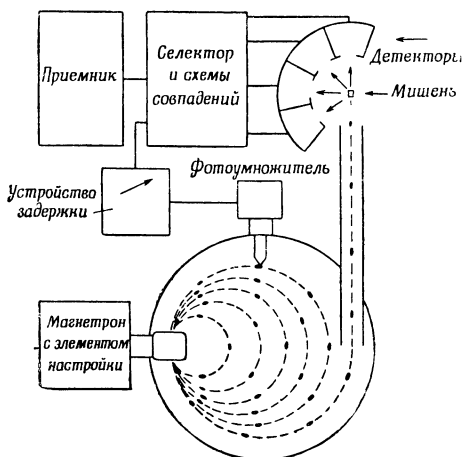 Приемник
Селектор
и схемы
совпадений
Детекторы
Мишень
Устройство
задержки
Фотоумножитель
Магнетрон
с элементом
настройки